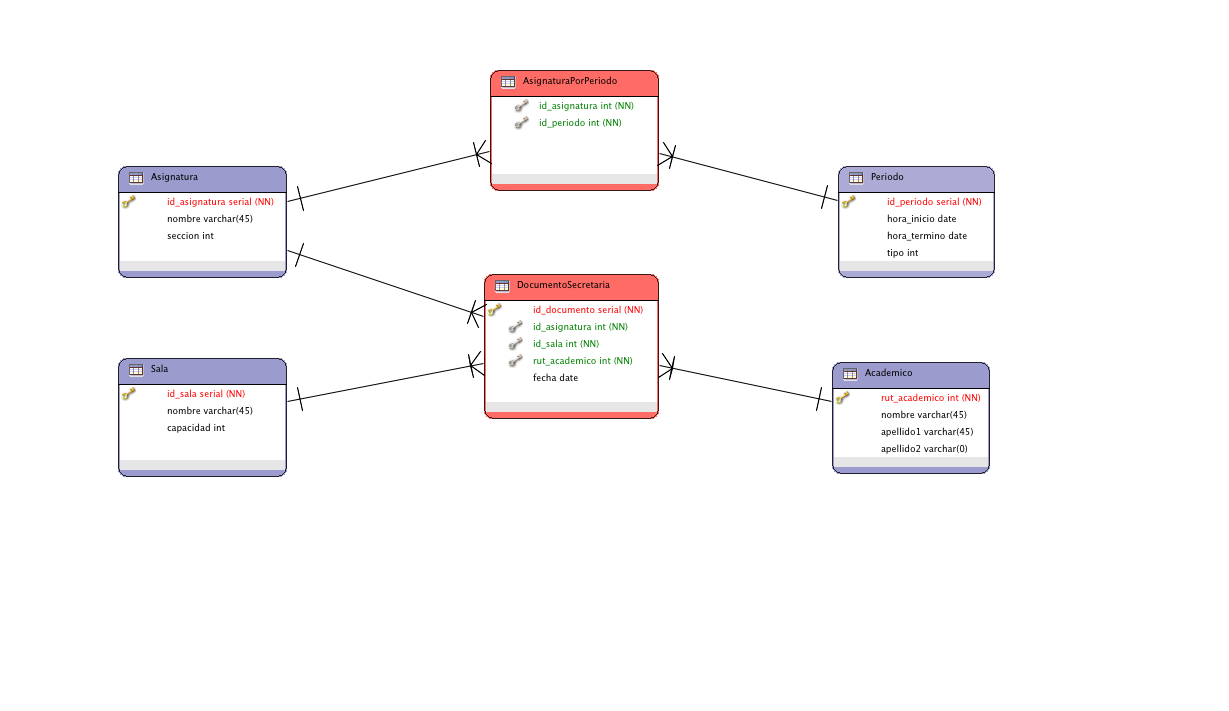 AsignaturaPorPeriodo
id_asignatura int (NN)
id_periodo int (NN)
Asignatura
id_asignatura serial (NN)
nombre varchar(45)
seccion int
Periodo
id_periodo serial (NN)
hora_inicio date
hora_termino date
tipo int
DocumentoSecretaria
id_documento serial (NN)
id_asignatura int (NN)
id_sala int (NN)
rut_academico int (NN)
fecha date
Sala
id_sala serial (NN)
nombre varchar(45)
capacidad int
Academico
rut_academico int (NN)
nombre varchar(45)
apellido1 varchar(45)
apellido2 varchar(0)